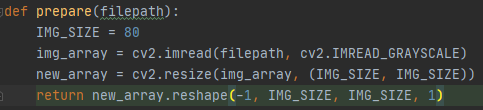 def prepare(filepath):
    IMG_SIZE = 80
    img_array = cv2.imread(filepath, cv2.IMREAD_GRAYSCALE)
    new_array = cv2.resize(img_array, (IMG_SIZE, IMG_SIZE))
    return new_array.reshape(-1, IMG_SIZE, IMG_SIZE, 1)